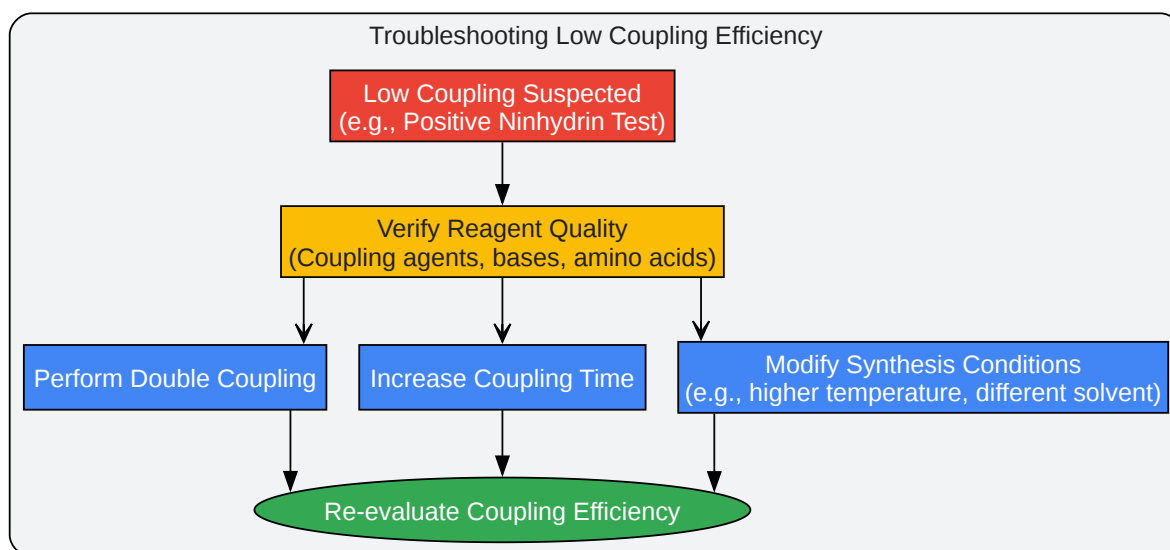 Troubleshooting Low Coupling Efficiency
Low Coupling Suspected
(e.g., Positive Ninhydrin Test)
Verify Reagent Quality
(Coupling agents, bases, amino acids)
Perform Double Coupling
Increase Coupling Time
Modify Synthesis Conditions
(e.g., higher temperature, different solvent)
Re-evaluate Coupling Efficiency